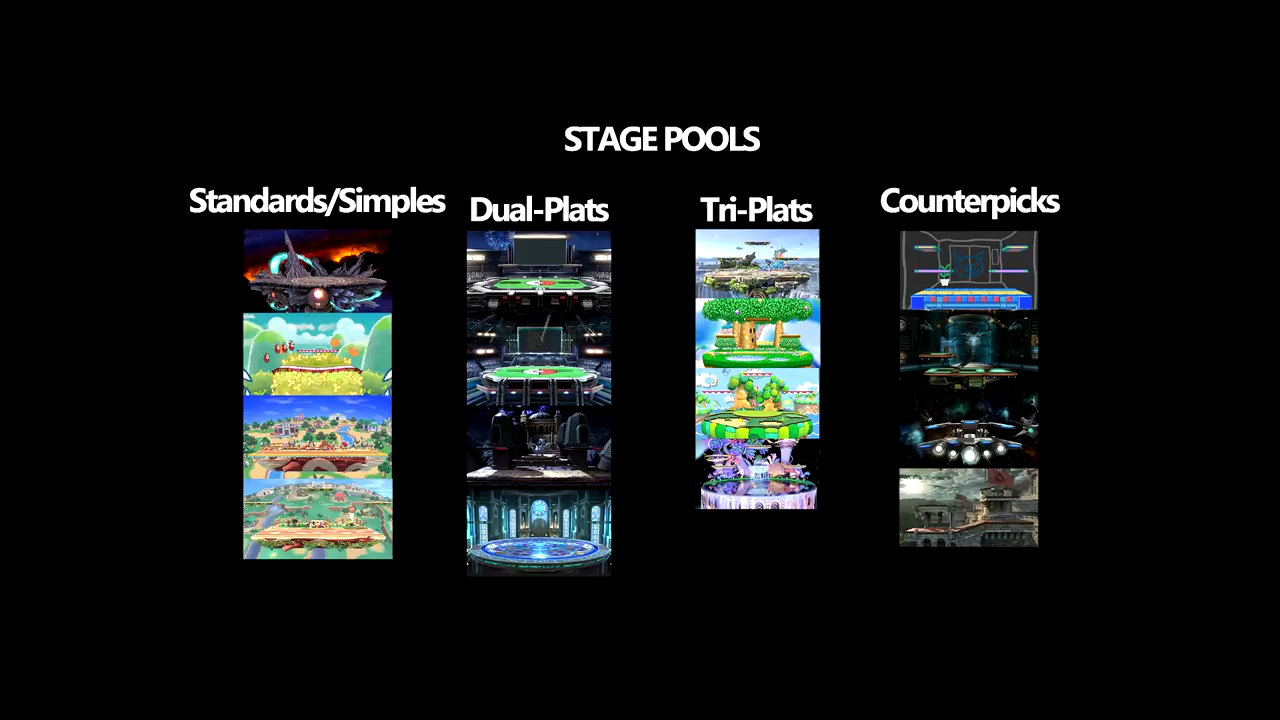 STAGE POOLS
Standards/Simples
Dual-Plats
Tri-Plats
Counterpicks